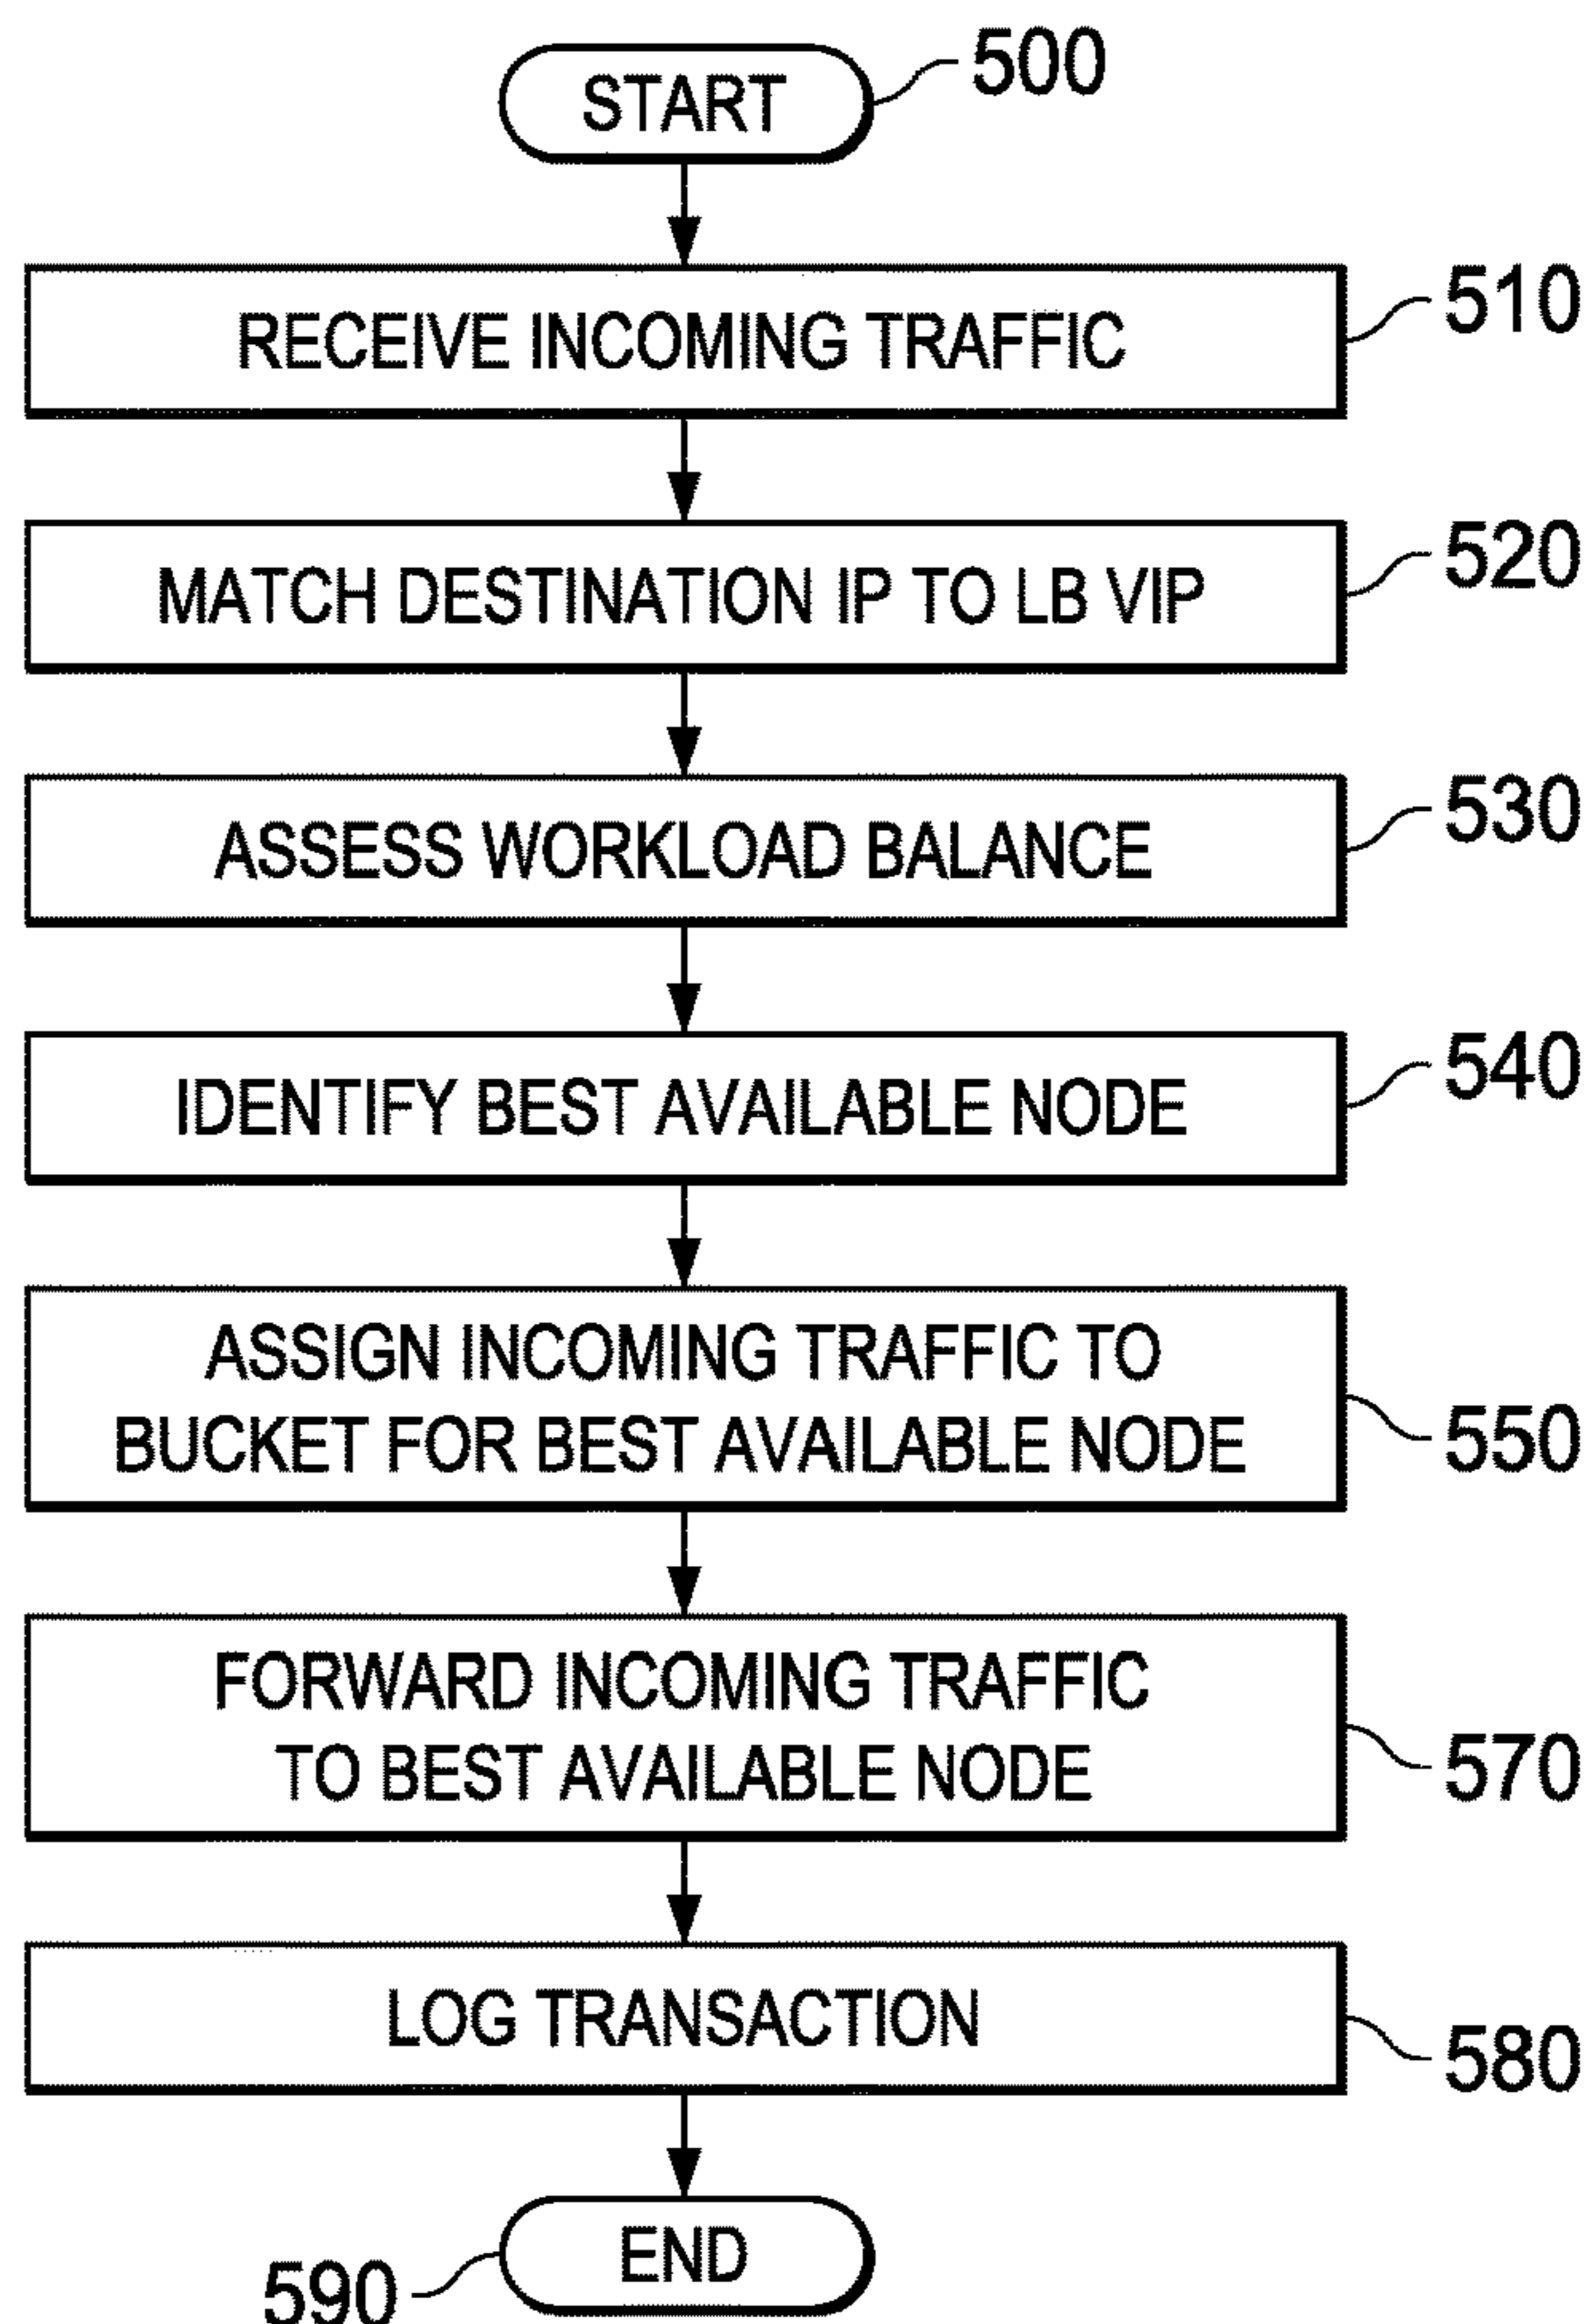 START
500
RECEIVE INCOMING TRAFFIC
510
MATCH DESTINATION IP TO LB VIP
520
ASSESS WORKLOAD BALANCE
530
IDENTIFY BEST AVAILABLE NODE
540
ASSIGN INCOMING TRAFFIC TO
BUCKET FOR BEST AVAILABLE NODE
550
FORWARD INCOMING TRAFFIC
TO BEST AVAILABLE NODE
570
LOG TRANSACTION
580
END
590